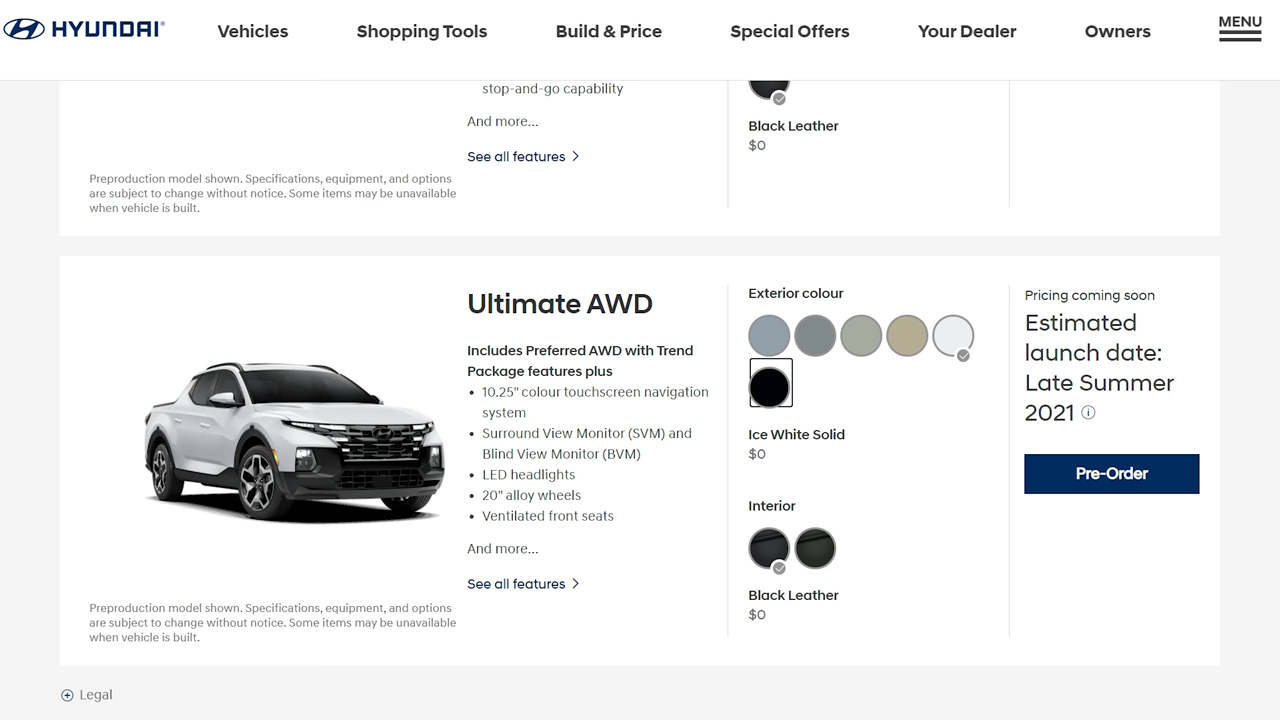 HYUNDAI
Vehicles
Shopping Tools
Build & Price
Special Offers
Your Dealer
Owners
MENU
stop-and-go capability
And more...
See all features
Preproduction model shown. Specifications, equipment, and options
are subject to change without notice. Some items may be unavailable
when vehicle is built.
Black Leather
$0
Ultimate AWD
Includes Preferred AWD with Trend
Package features plus
• 10.25" colour touchscreen navigation
system
• Surround View Monitor (SVM) and
Blind View Monitor (BVM)
• LED headlights
• 20" alloy wheels
• Ventilated front seats
And more...
See all features
Preproduction model shown. Specifications, equipment, and options
are subject to change without notice. Some items may be unavailable
when vehicle is built.
Exterior colour
Ice White Solid
$0
Interior
Black Leather
$0
Pricing coming soon
Estimated
launch date:
Late Summer
2021
Pre-Order
Legal